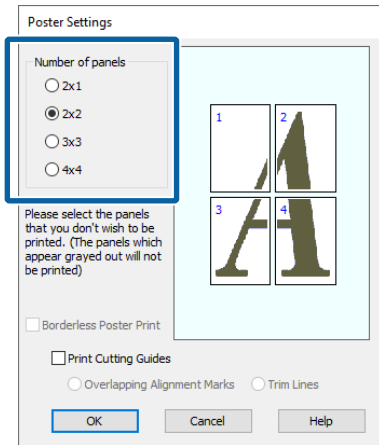 Poster Settings
Number of panels
2x1
2x2
3x3
4x4
1
2
3
4
A
Please select the panels
that you don't wish to be
printed. (The panels which
appear grayed out will not
be printed)
Borderless Poster Print
Print Cutting Guides
Overlapping Alignment Marks
Trim Lines
OK
Cancel
Help